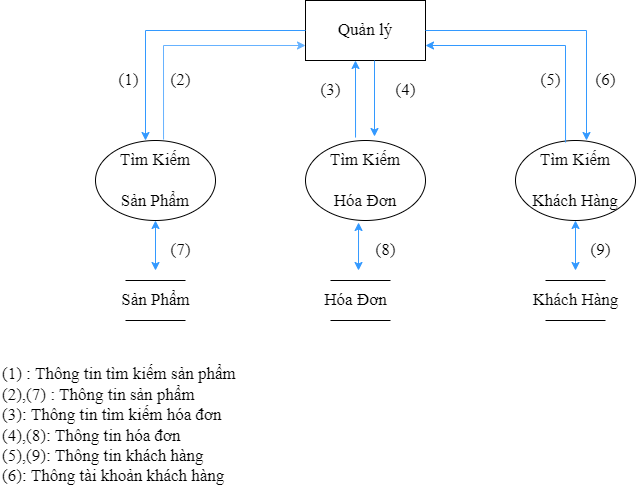 Quản lý
(1)
(2)
(3)
(4)
(5)
(6)
Tìm Kiếm
Sản Phẩm
Tìm Kiếm
Hóa Đơn
Tìm Kiếm
Khách Hàng
(7)
(8)
(9)
Sản Phẩm
Hóa Đơn
Khách Hàng
(1) : Thông tin tìm kiếm sản phẩm
(2),(7) : Thông tin sản phẩm
(3): Thông tin tìm kiếm hóa đơn
(4),(8): Thông tin hóa đơn
(5),(9): Thông tin khách hàng
(6): Thông tài khoản khách hàng